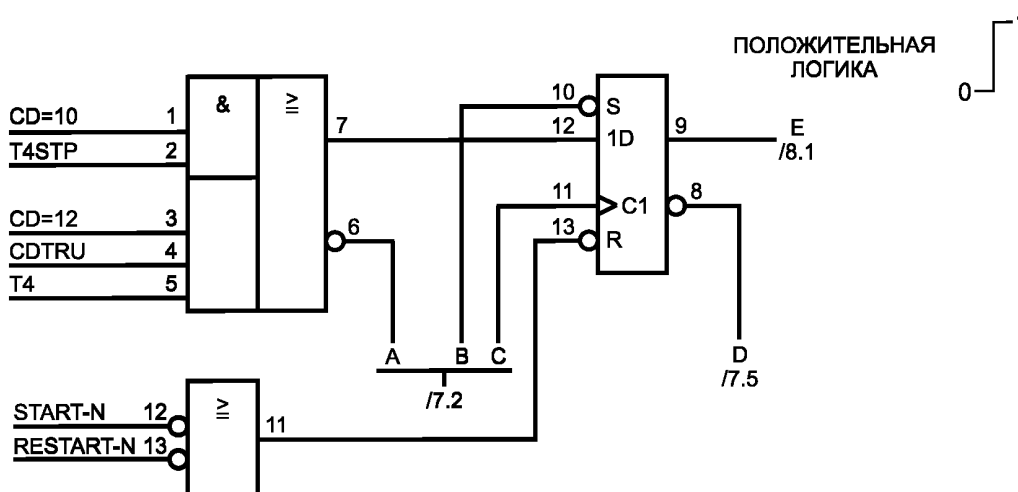 ПОЛОЖИТЕЛЬНАЯ
ЛОГИКА
0
CD=10 1 & ≥ 7
T4STP 2
CD=12 3
CDTRU 4
T4 5
6
10 S
12 1D 9 E
/8.1
11 C1 8
13 R
A B C
/7.2
D
/7.5
START-N 12 ≥ 11
RESTART-N 13